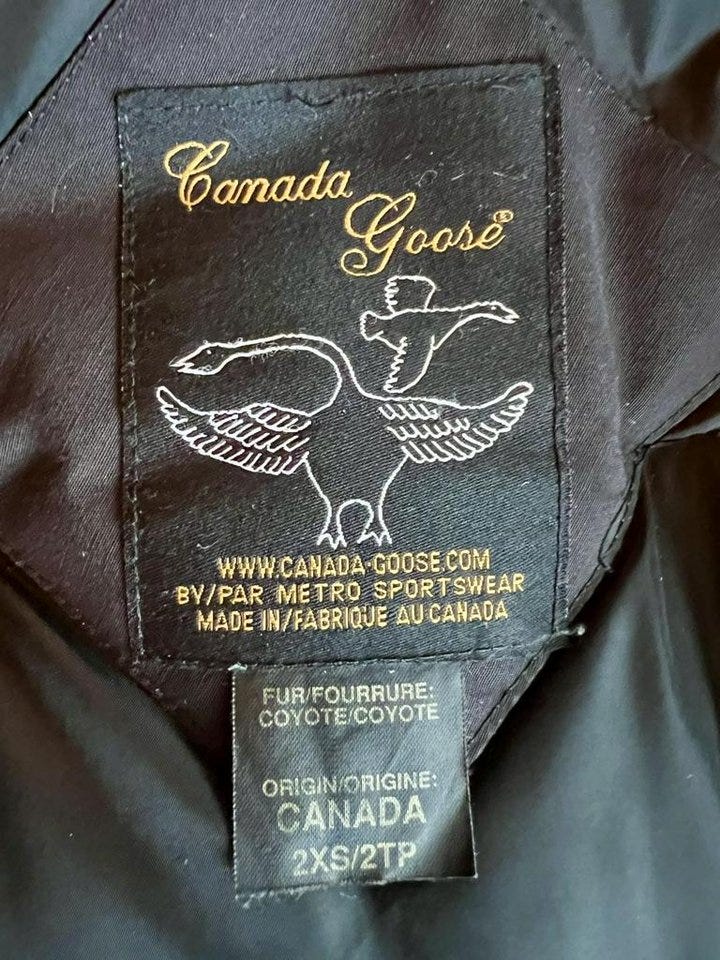 Canada
Goose®
WWW.CANADA-GOOSE.COM
BY/PAR METRO SPORTSWEAR
MADE IN/FABRIQUE AU CANADA
FUR/FOURRURE:
COYOTE/COYOTE
ORIGIN/ORIGINE:
CANADA
2XS/2TP